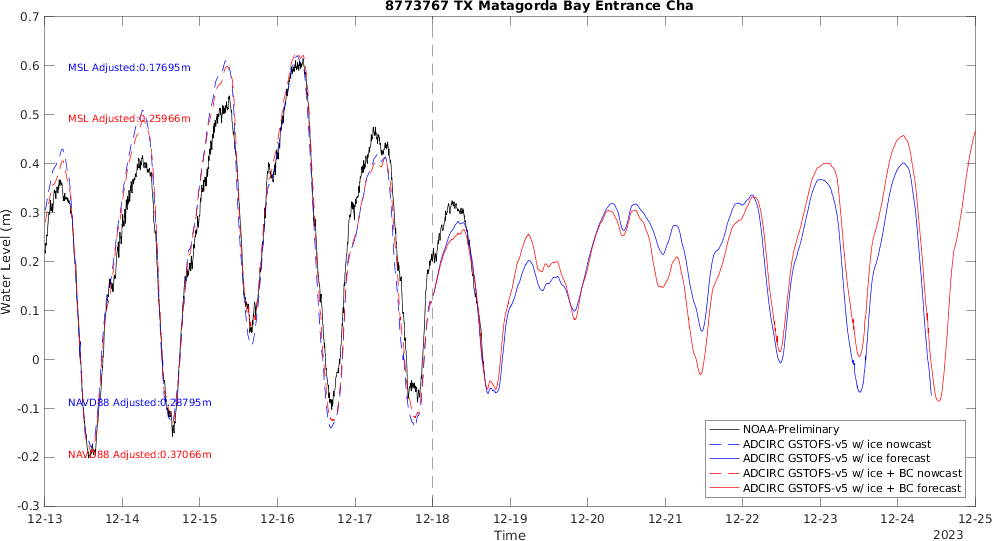 8773767 TX Matagorda Bay Entrance Cha
0.7
0.6
0.5
0.4
0.3
0.2
0.1
0
-0.1
-0.2
-0.3
Water Level (m)
MSL Adjusted:0.17695m
MSL Adjusted:0.25966m
NAVD88 Adjusted:0.28795m
NAVD88 Adjusted:0.37066m
NOAA-Preliminary
ADCIRC GSTOFS-v5 w/ ice nowcast
ADCIRC GSTOFS-v5 w/ ice forecast
ADCIRC GSTOFS-v5 w/ ice + BC nowcast
ADCIRC GSTOFS-v5 w/ ice + BC forecast
12-13 12-14 12-15 12-16 12-17 12-18 12-19 12-20 12-21 12-22 12-23 12-24 12-25
Time
2023